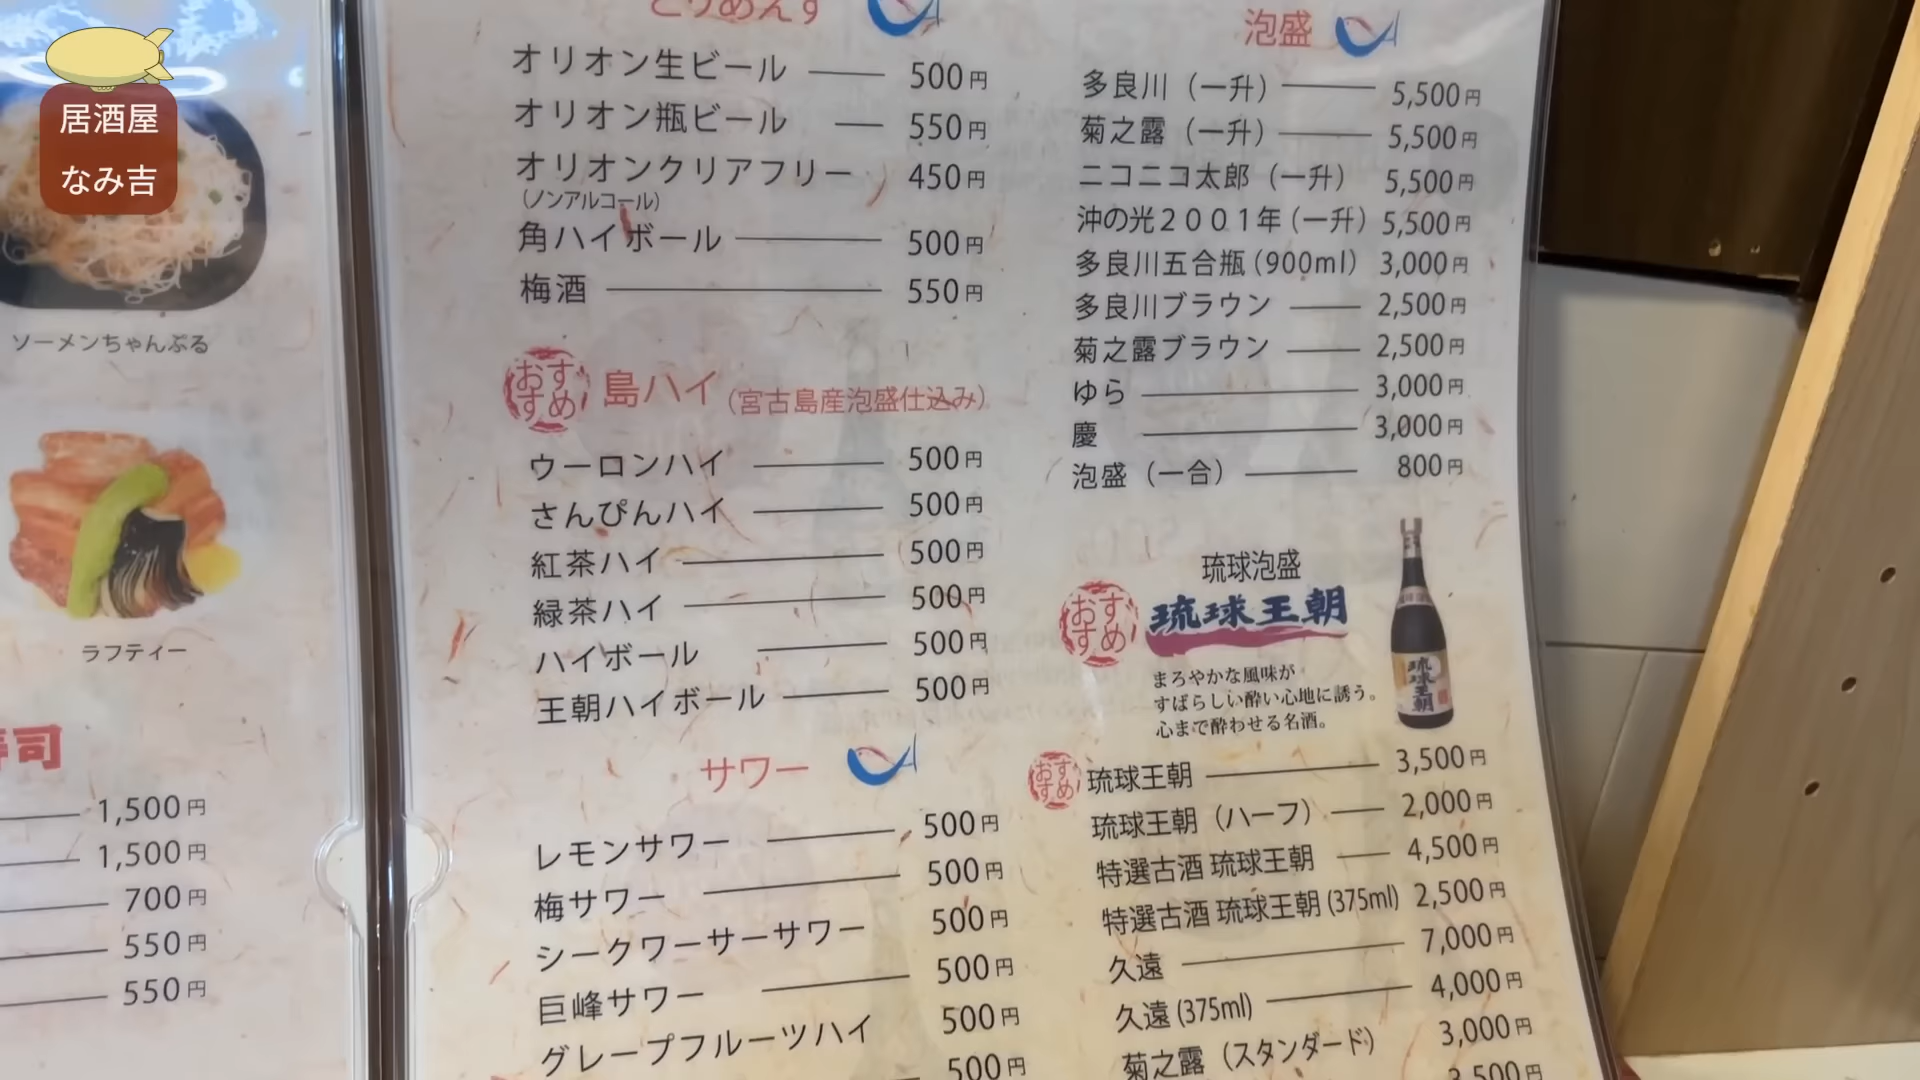 居酒屋
なみ吉
ソーメンちゃんぷる
ラフティー
寿司
1,500円
1,500円
700円
550円
550円
とりめえず
オリオン生ビール 500円
オリオン瓶ビール 550円
オリオンクリアフリー 450円
(ノンアルコール)
角ハイボール 500円
梅酒 550円
おすすめ 島ハイ (宮古島産泡盛仕込み)
ウーロンハイ 500円
さんぴんハイ 500円
紅茶ハイ 500円
緑茶ハイ 500円
ハイボール 500円
王朝ハイボール 500円
サワー
レモンサワー 500円
梅サワー 500円
シークワーサーサワー 500円
巨峰サワー 500円
グレープフルーツハイ 500円
500円
泡盛
多良川（一升） 5,500円
菊之露（一升） 5,500円
ニコニコ太郎（一升） 5,500円
沖の光２００１年（一升） 5,500円
多良川五合瓶（900ml） 3,000円
多良川ブラウン 2,500円
菊之露ブラウン 2,500円
ゆら 3,000円
慶 3,000円
泡盛（一合） 800円
琉球泡盛
おすすめ 琉球王朝
まろやかな風味が
すばらしい酔い心地に誘う。
心まで酔わせる名酒。
琉球王朝
おすすめ 琉球王朝 3,500円
琉球王朝（ハーフ） 2,000円
特選古酒 琉球王朝 4,500円
特選古酒 琉球王朝 (375ml) 2,500円
久遠 7,000円
久遠 (375ml) 4,000円
菊之露（スタンダード） 3,000円
3,500円